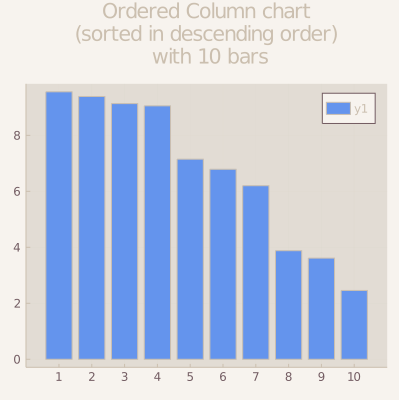 Ordered Column chart
(sorted in descending order)
with 10 bars
y1
8
6
4
2
0
1 2 3 4 5 6 7 8 9 10